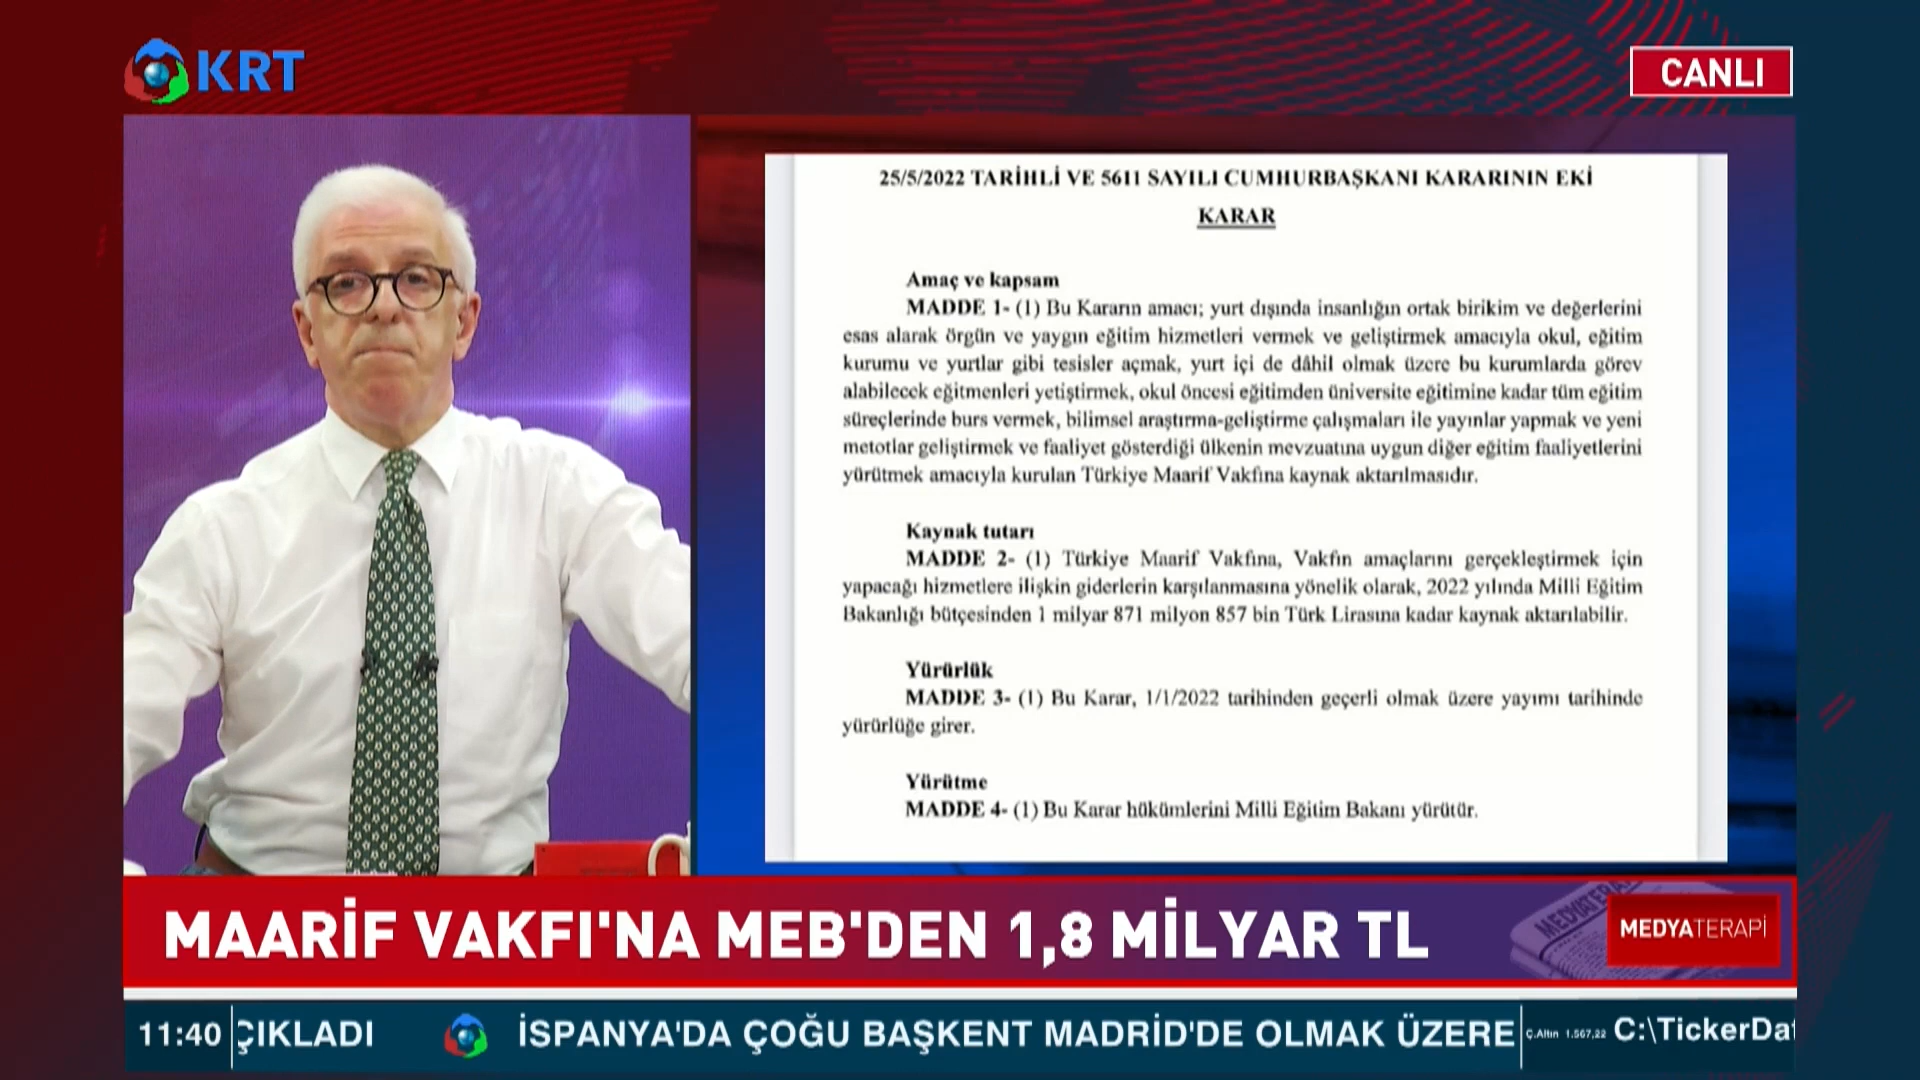 KRT
CANLI
25/5/2022 TARİHLİ VE 5611 SAYILI CUMHURBAŞKANI KARARININ EKİ
KARAR
Amaç ve kapsam
MADDE 1- (1) Bu Kararın amacı; yurt dışında insanlığın ortak birikim ve değerlerini
esas alarak örgün ve yaygın eğitim hizmetleri vermek ve geliştirmek amacıyla okul, eğitim
kurumu ve yurtlar gibi tesisler açmak, yurt içi de dâhil olmak üzere bu kurumlarda görev
alabilecek eğitmenleri yetiştirmek, okul öncesi eğitimden üniversite eğitimine kadar tüm eğitim
süreçlerinde burs vermek, bilimsel araştırma-geliştirme çalışmaları ile yayınlar yapmak ve yeni
metotlar geliştirmek ve faaliyet gösterdiği ülkenin mevzuatına uygun diğer eğitim faaliyetlerini
yürütmek amacıyla kurulan Türkiye Maarif Vakfına kaynak aktarılmasıdır.
Kaynak tutarı
MADDE 2- (1) Türkiye Maarif Vakfına, Vakfın amaçlarını gerçekleştirmek için
yapacağı hizmetlere ilişkin giderlerin karşılanmasına yönelik olarak, 2022 yılında Milli Eğitim
Bakanlığı bütçesinden 1 milyar 871 milyon 857 bin Türk Lirasına kadar kaynak aktarılabilir.
Yürürlük
MADDE 3- (1) Bu Karar, 1/1/2022 tarihinden geçerli olmak üzere yayımı tarihinde
yürürlüğe girer.
Yürütme
MADDE 4- (1) Bu Karar hükümlerini Milli Eğitim Bakanı yürütür.
MAARİF VAKFI'NA MEB'DEN 1,8 MİLYAR TL
MEDYATERAPİ
11:40 ÇIKLADI İSPANYA'DA ÇOĞU BAŞKENT MADRİD'DE OLMAK ÜZERE Ç.Altın 1.567,22 C:\TickerDat